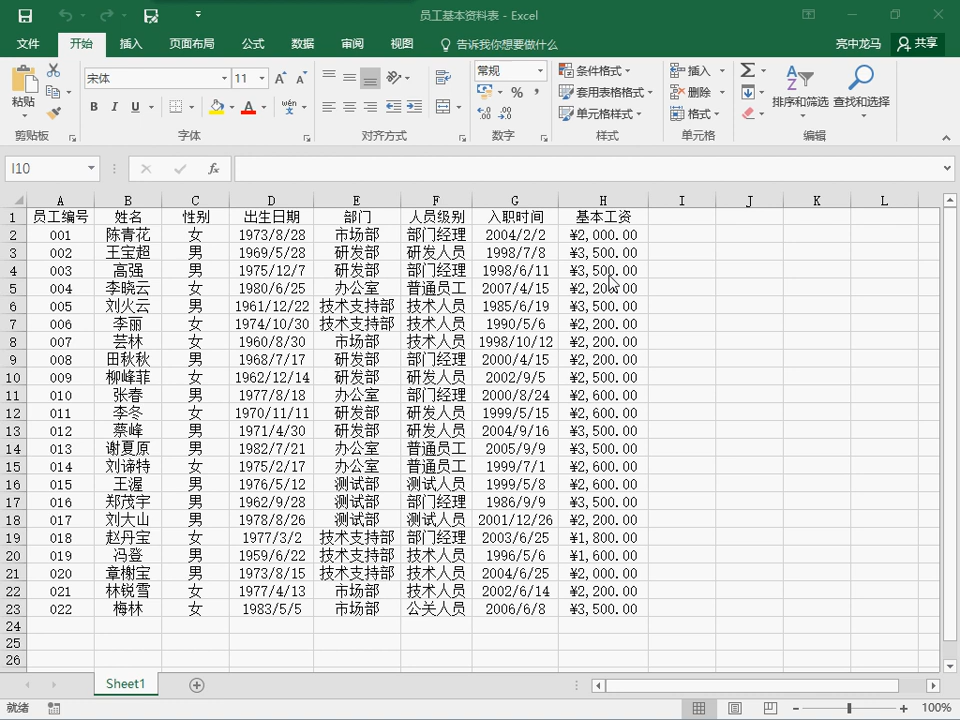 员工基本资料表 - Excel
文件 开始 插入 页面布局 公式 数据 审阅 视图 告诉我你想要做什么 亮中龙马 共享
粘贴 宋体 11 常规 条件格式 插入 Σ
B I U A wén 文 % , 套用表格格式 删除 排序和筛选 查找和选择
单元格样式 格式
剪贴板 字体 对齐方式 数字 样式 单元格 编辑
I10 fx
A B C D E F G H I J K L
1 员工编号 姓名 性别 出生日期 部门 人员级别 入职时间 基本工资
2 001 陈青花 女 1973/8/28 市场部 部门经理 2004/2/2 ¥2,000.00
3 002 王宝超 男 1969/5/28 研发部 研发人员 1998/7/8 ¥3,500.00
4 003 高强 男 1975/12/7 研发部 部门经理 1998/6/11 ¥3,500.00
5 004 李晓云 女 1980/6/25 办公室 普通员工 2007/4/15 ¥2,200.00
6 005 刘火云 男 1961/12/22 技术支持部 技术人员 1985/6/19 ¥3,500.00
7 006 李丽 女 1974/10/30 技术支持部 技术人员 1990/5/6 ¥2,200.00
8 007 芸林 女 1960/8/30 市场部 技术人员 1998/10/12 ¥2,200.00
9 008 田秋秋 男 1968/7/17 研发部 部门经理 2000/4/15 ¥2,200.00
10 009 柳峰菲 女 1962/12/14 研发部 研发人员 2002/9/5 ¥2,500.00
11 010 张春 男 1977/8/18 办公室 部门经理 2000/8/24 ¥2,600.00
12 011 李冬 女 1970/11/11 研发部 研发人员 1999/5/15 ¥2,600.00
13 012 蔡峰 男 1971/4/30 研发部 研发人员 2004/9/16 ¥3,500.00
14 013 谢夏原 男 1982/7/21 办公室 普通员工 2005/9/9 ¥3,500.00
15 014 刘谛特 女 1975/2/17 办公室 普通员工 1999/7/1 ¥2,600.00
16 015 王渥 男 1976/5/12 测试部 测试人员 1999/5/8 ¥2,600.00
17 016 郑茂宇 男 1962/9/28 测试部 部门经理 1986/9/9 ¥3,500.00
18 017 刘大山 男 1978/8/26 测试部 测试人员 2001/12/26 ¥2,200.00
19 018 赵丹宝 女 1977/3/2 技术支持部 部门经理 2003/6/25 ¥1,800.00
20 019 冯登 男 1959/6/22 技术支持部 技术人员 1996/5/6 ¥1,600.00
21 020 章榭宝 男 1973/8/15 技术支持部 技术人员 2004/6/25 ¥2,000.00
22 021 林锐雪 女 1977/4/13 市场部 技术人员 2002/6/14 ¥2,200.00
23 022 梅林 女 1983/5/5 市场部 公关人员 2006/6/8 ¥3,500.00
24
25
26
Sheet1
就绪 100%